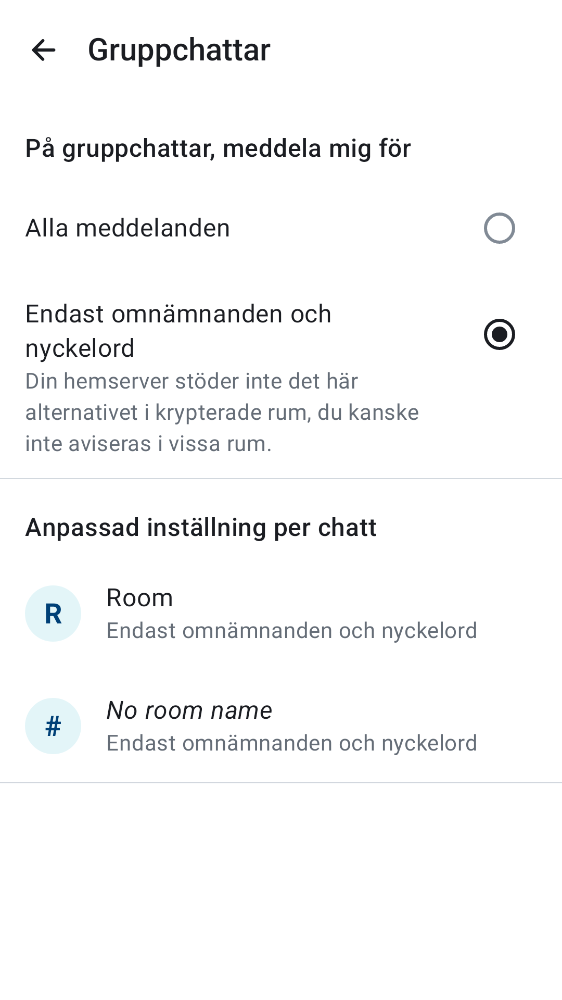 Gruppchattar
På gruppchattar, meddela mig för
Alla meddelanden
Endast omnämnanden och
nyckelord
Din hemserver stöder inte det här
alternativet i krypterade rum, du kanske
inte aviseras i vissa rum.
Anpassad inställning per chatt
R
Room
Endast omnämnanden och nyckelord
#
No room name
Endast omnämnanden och nyckelord